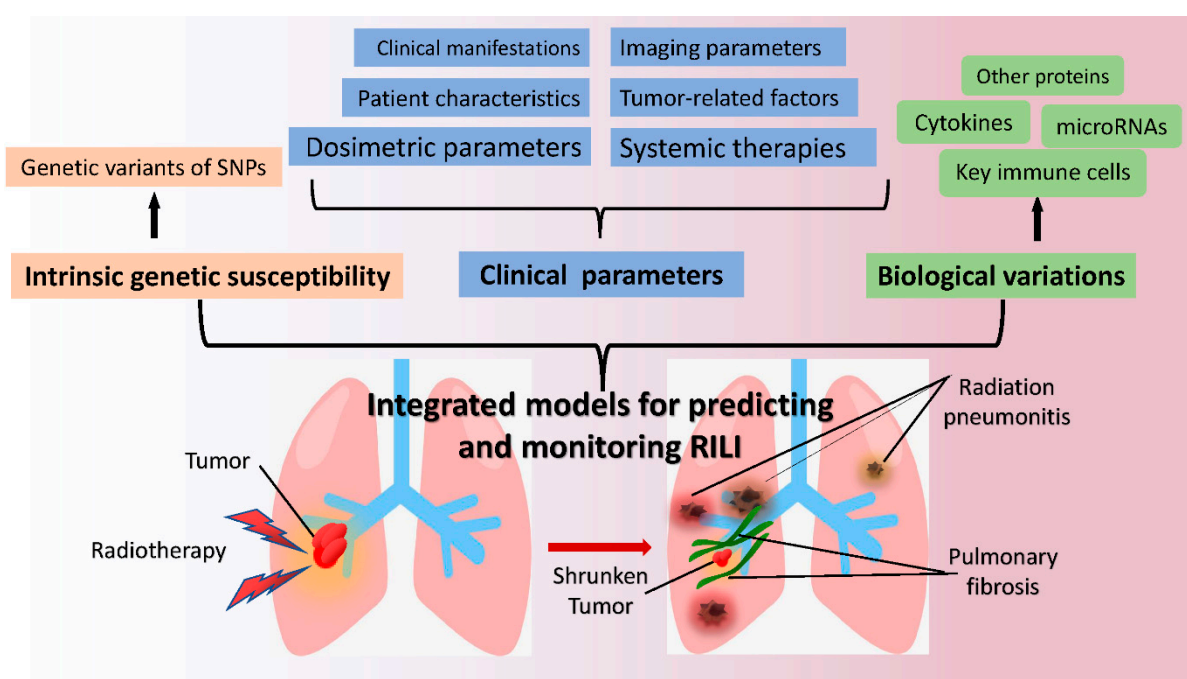 Clinical manifestations
Imaging parameters
Other proteins
Patient characteristics
Tumor-related factors
Cytokines
microRNAs
Dosimetric parameters
Systemic therapies
Genetic variants of SNPs
Key immune cells
Intrinsic genetic susceptibility
Clinical parameters
Biological variations
Integrated models for predicting
and monitoring RILI
Radiation
pneumonitis
Tumor
Radiotherapy
Shrunken
Tumor
Pulmonary
fibrosis